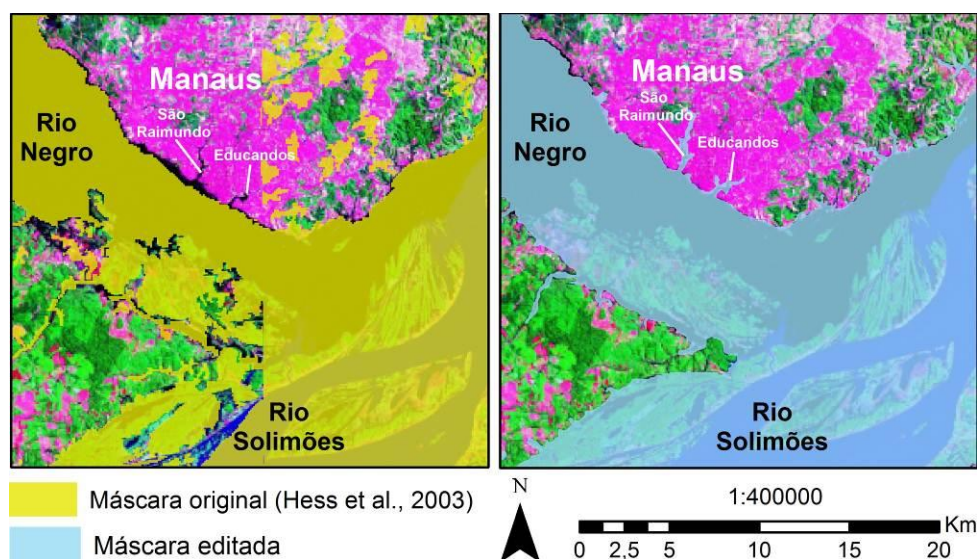 Manaus
São
Raimundo
Educandos
Rio
Negro
Rio
Solimões
Manaus
São
Raimundo
Educandos
Rio
Negro
Rio
Solimões
Máscara original (Hess et al., 2003)
Máscara editada
N
1:400000
Km
0 2,5 5 10 15 20